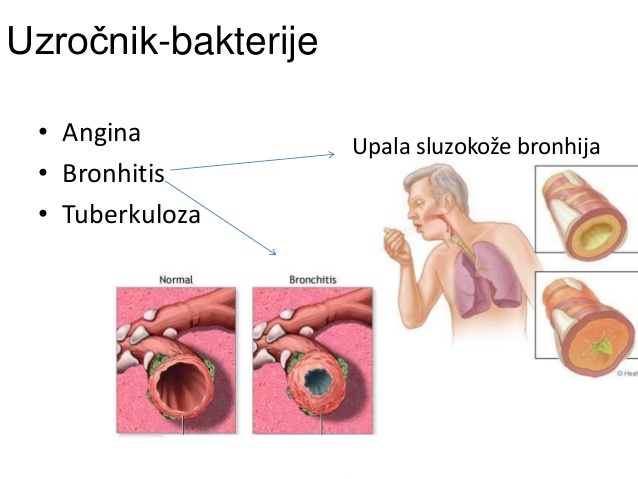 Uzročnik-bakterije
• Angina
• Bronhitis
• Tuberkuloza
Upala sluzokože bronhija
Normal
Bronchitis